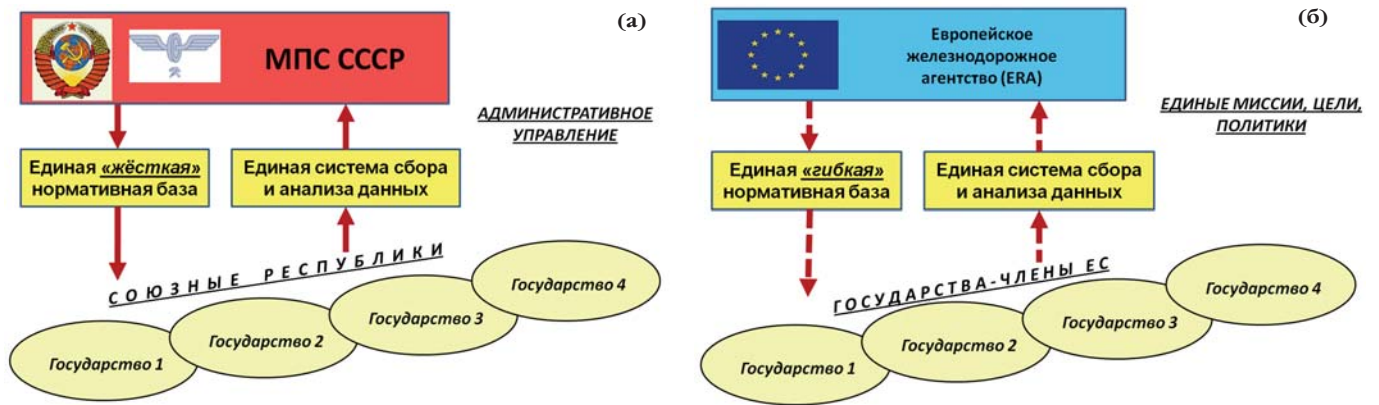 (а)
МПС СССР
АДМИНИСТРАТИВНОЕ
УПРАВЛЕНИЕ
Единая «жёсткая»
нормативная база
Единая система сбора
и анализа данных
СОЮЗНЫЕ РЕСПУБЛИКИ
Государство 1
Государство 2
Государство 3
Государство 4
(б)
Европейское
железнодорожное
агентство (ERA)
ЕДИНЫЕ МИССИИ, ЦЕЛИ,
ПОЛИТИКИ
Единая «гибкая»
нормативная база
Единая система сбора
и анализа данных
ГОСУДАРСТВА-ЧЛЕНЫ ЕС
Государство 1
Государство 2
Государство 3
Государство 4